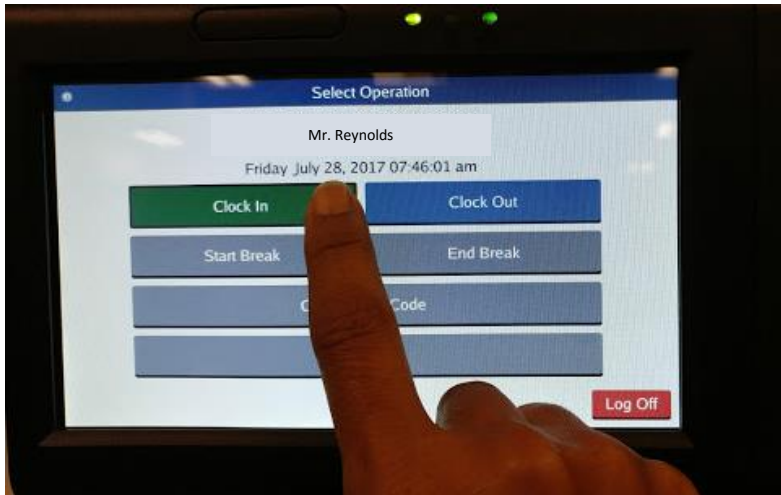 Select Operation
Mr. Reynolds
Friday July 28, 2017 07:46:01 am
Clock In Clock Out
Start Break End Break
Code
Log Off